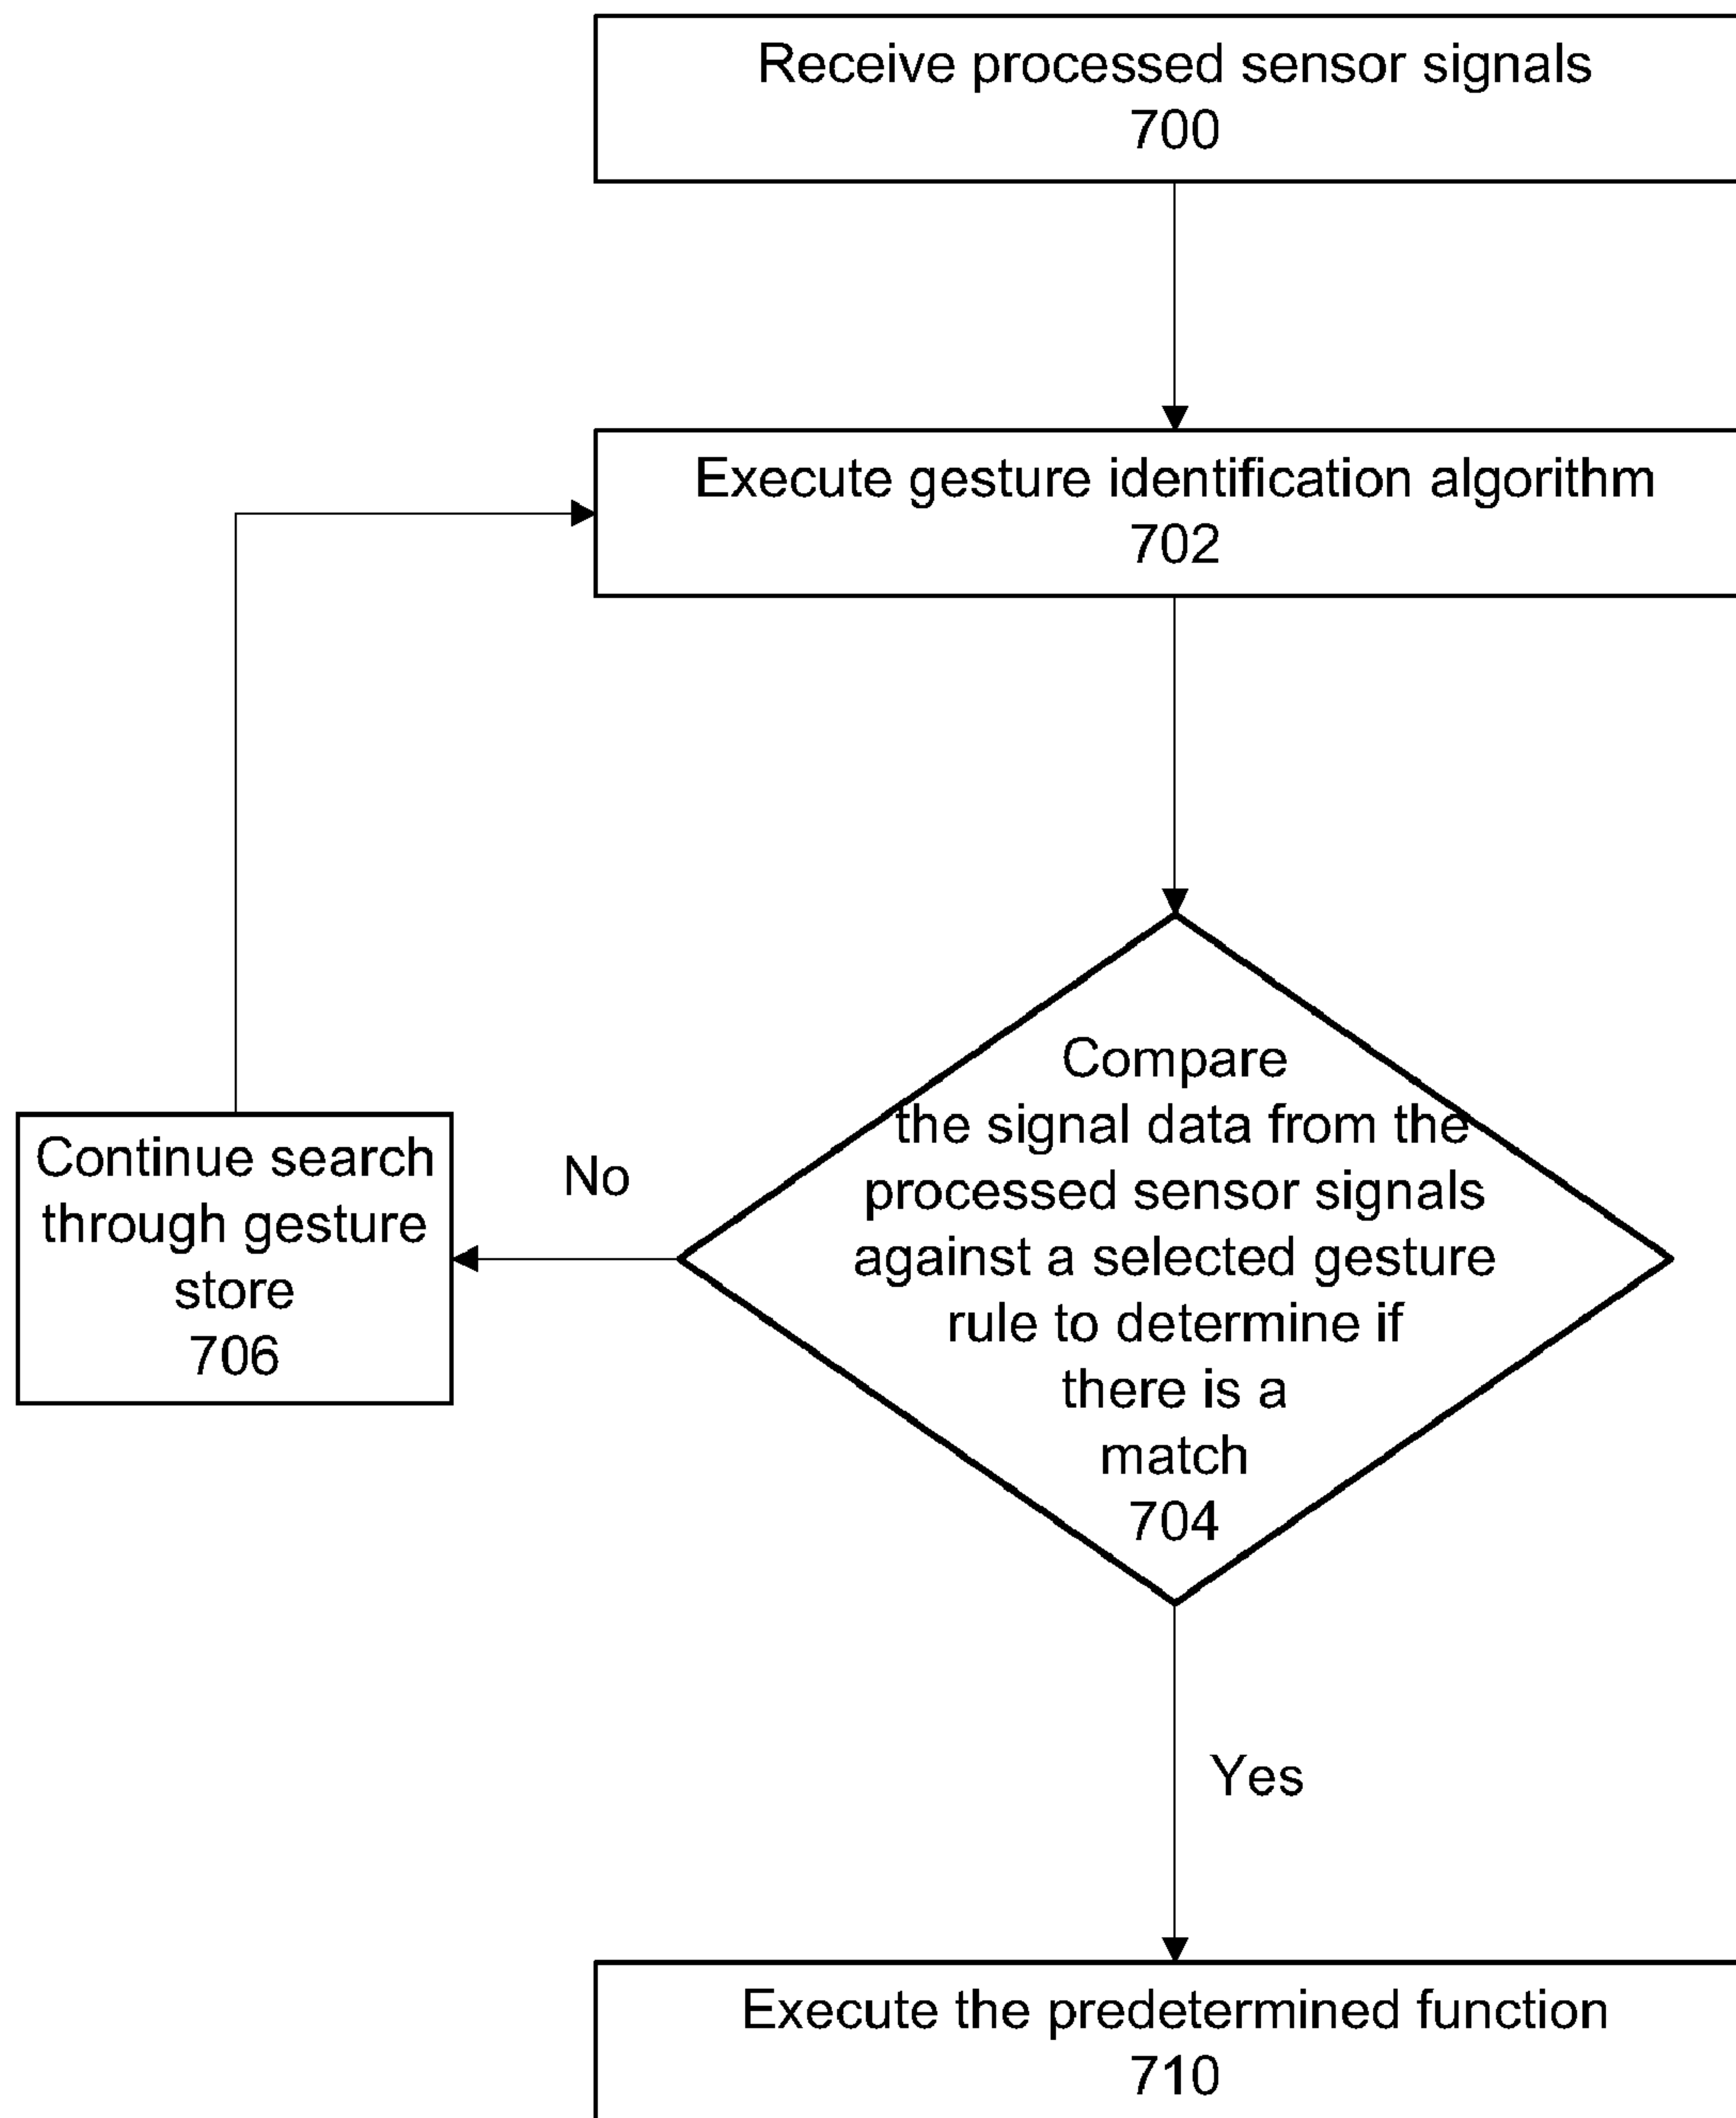 Receive processed sensor signals
700
Execute gesture identification algorithm
702
Compare
the signal data from the
processed sensor signals
against a selected gesture
rule to determine if
there is a
match
704
No
Continue search
through gesture
store
706
Yes
Execute the predetermined function
710